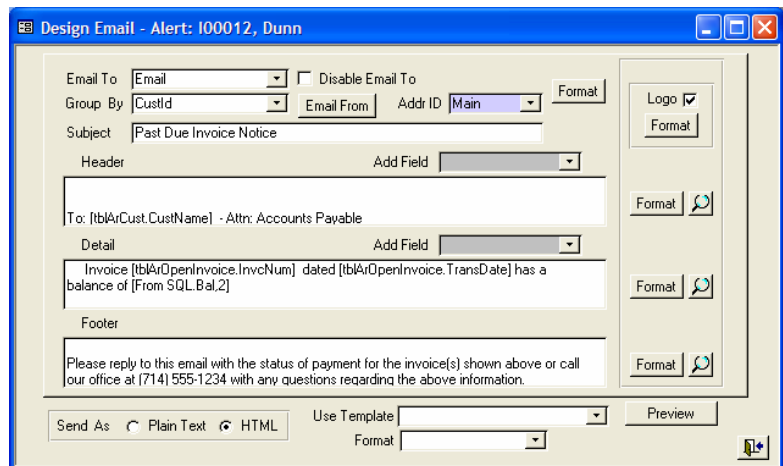 Design Email - Alert: I00012, Dunn
Email To Email Disable Email To
Group By CustId Email From Addr ID Main Format
Logo
Format
Subject Past Due Invoice Notice
Header Add Field
To: [tblArCust.CustName] - Attn: Accounts Payable
Format
Detail Add Field
Invoice [tblArOpenInvoice.InvcNum] dated [tblArOpenInvoice.TransDate] has a
balance of [From SQL.Bal,2]
Format
Footer
Please reply to this email with the status of payment for the invoice(s) shown above or call
our office at (714) 555-1234 with any questions regarding the above information.
Format
Send As Plain Text HTML
Use Template
Preview
Format